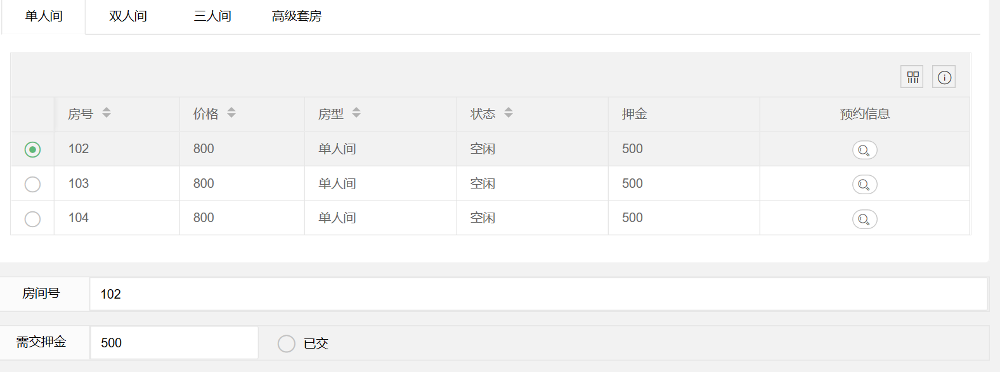 单人间 双人间 三人间 高级套房
房号 价格 房型 状态 押金 预约信息
102 800 单人间 空闲 500
103 800 单人间 空闲 500
104 800 单人间 空闲 500
房间号 102
需交押金 500 已交